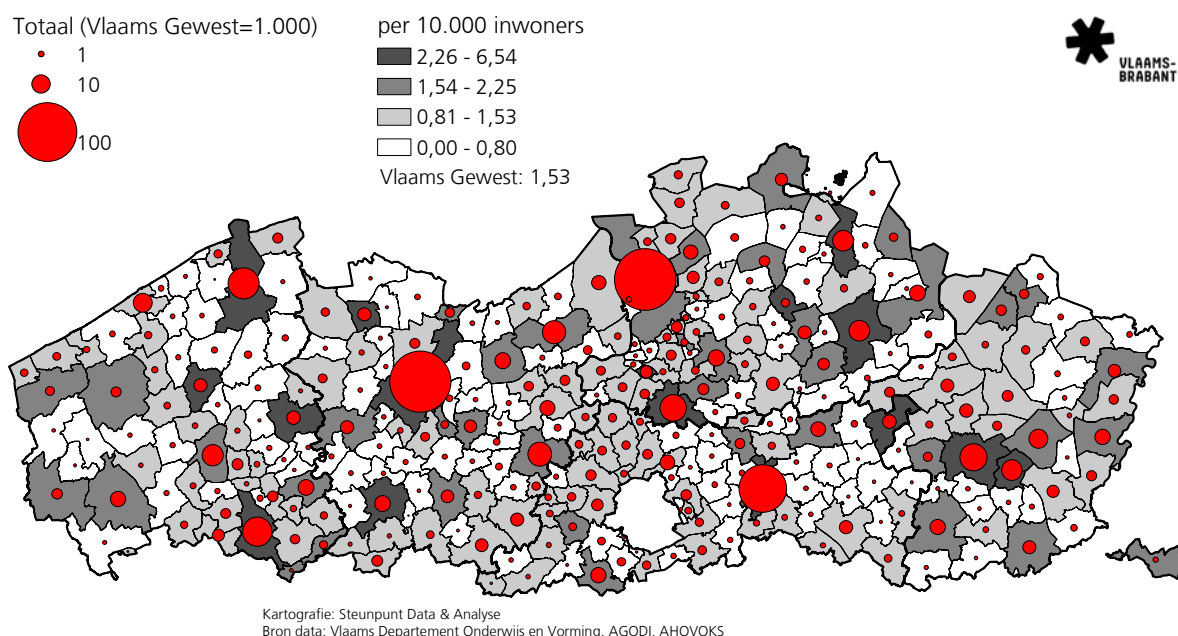 Totaal (Vlaams Gewest=1.000)
1
10
100
per 10.000 inwoners
2,26 - 6,54
1,54 - 2,25
0,81 - 1,53
0,00 - 0,80
Vlaams Gewest: 1,53
VLAAMS-
BRABANT
Kartografie: Steunpunt Data & Analyse
Bron data: Vlaams Departement Onderwijs en Vorming, AGODI, AHOVOKS